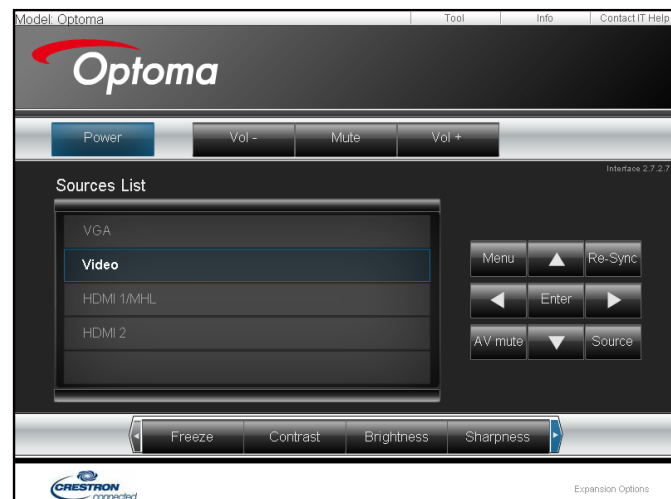 Model: Optoma Tool Info Contact IT Help
Optoma
Power Vol - Mute Vol +
Interface 2.7.2.7
Sources List
VGA
Video
HDMI 1/MHL
HDMI 2
Menu Re-Sync
Enter
AV mute Source
Freeze Contrast Brightness Sharpness
CRESTRON
connected
Expansion Options